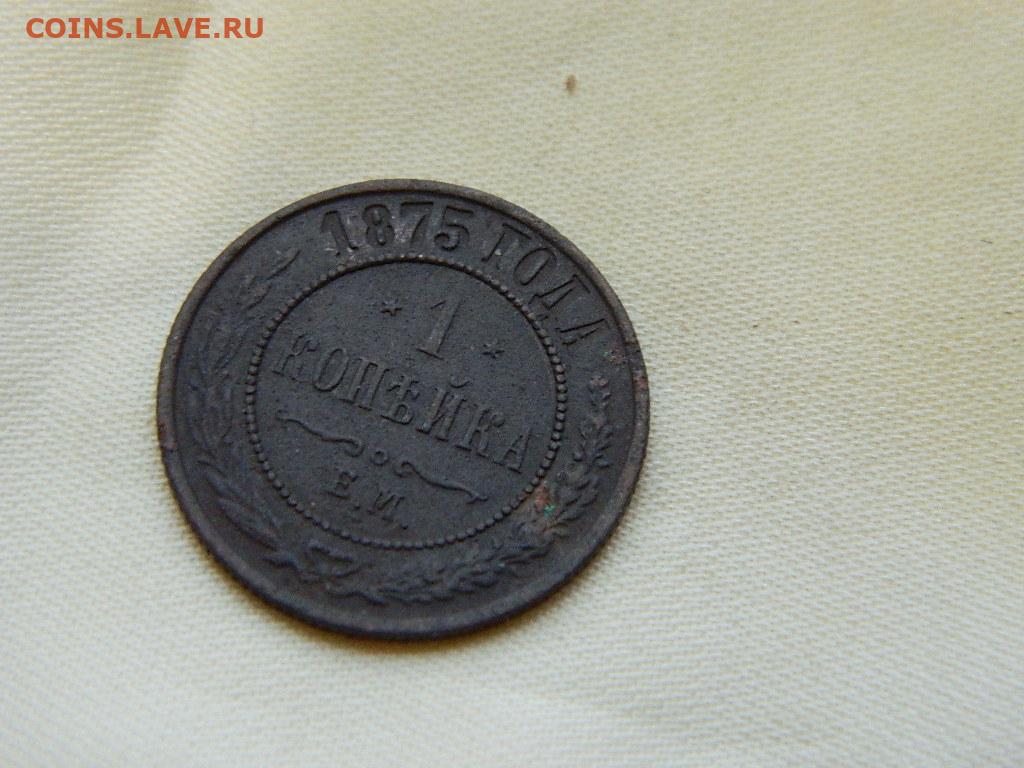 COINS.LAVE.RU
1875 ГОДА
* 1 *
КОПѢЙКА
Е.М.